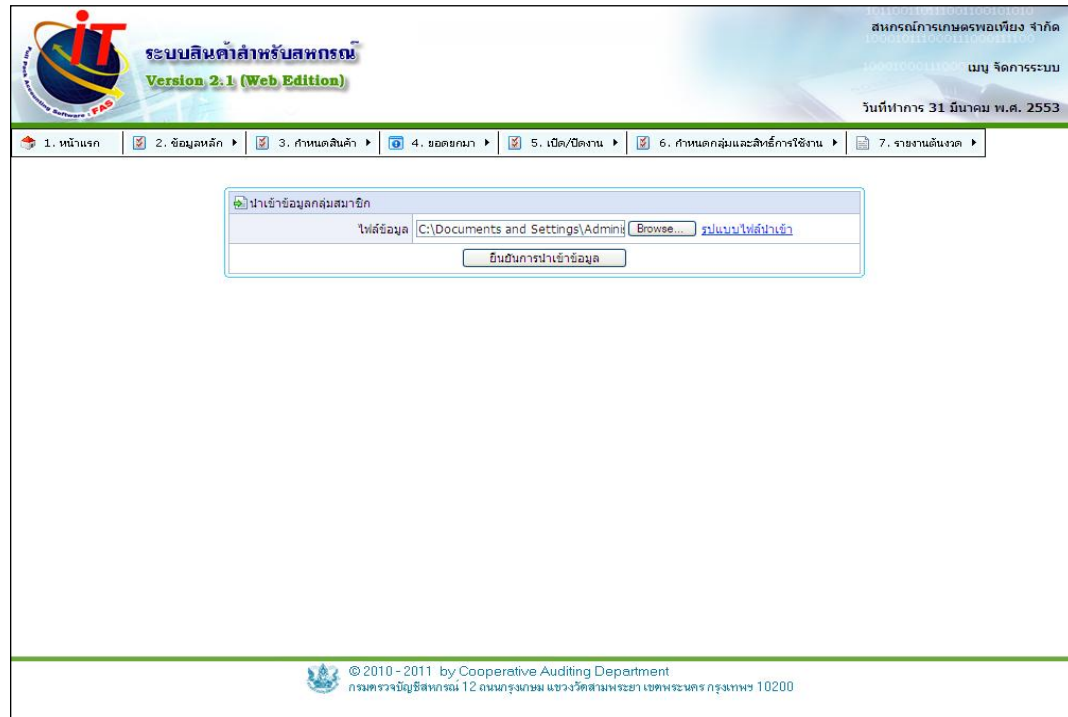 iT
Full Pack Accounting Software : FAS
ระบบสินค้าสำหรับสหกรณ์
Version 2.1 (Web Edition)
สหกรณ์การเกษตรพอเพียง จำกัด
เมนู จัดการระบบ
วันที่ทำการ 31 มีนาคม พ.ศ. 2553
1. หน้าแรก 2. ข้อมูลหลัก 3. กำหนดสินค้า 4. ยอดยกมา 5. เปิด/ปิดงาน 6. กำหนดกลุ่มและสิทธิ์การใช้งาน 7. รายงานต้นงวด
นำเข้าข้อมูลกลุ่มสมาชิก
ไฟล์ข้อมูล C:\Documents and Settings\Admini Browse... รูปแบบไฟล์นำเข้า
ยืนยันการนำเข้าข้อมูล
© 2010 - 2011 by Cooperative Auditing Department
กรมตรวจบัญชีสหกรณ์ 12 ถนนกรุงเกษม แขวงวัดสามพระยา เขตพระนคร กรุงเทพฯ 10200